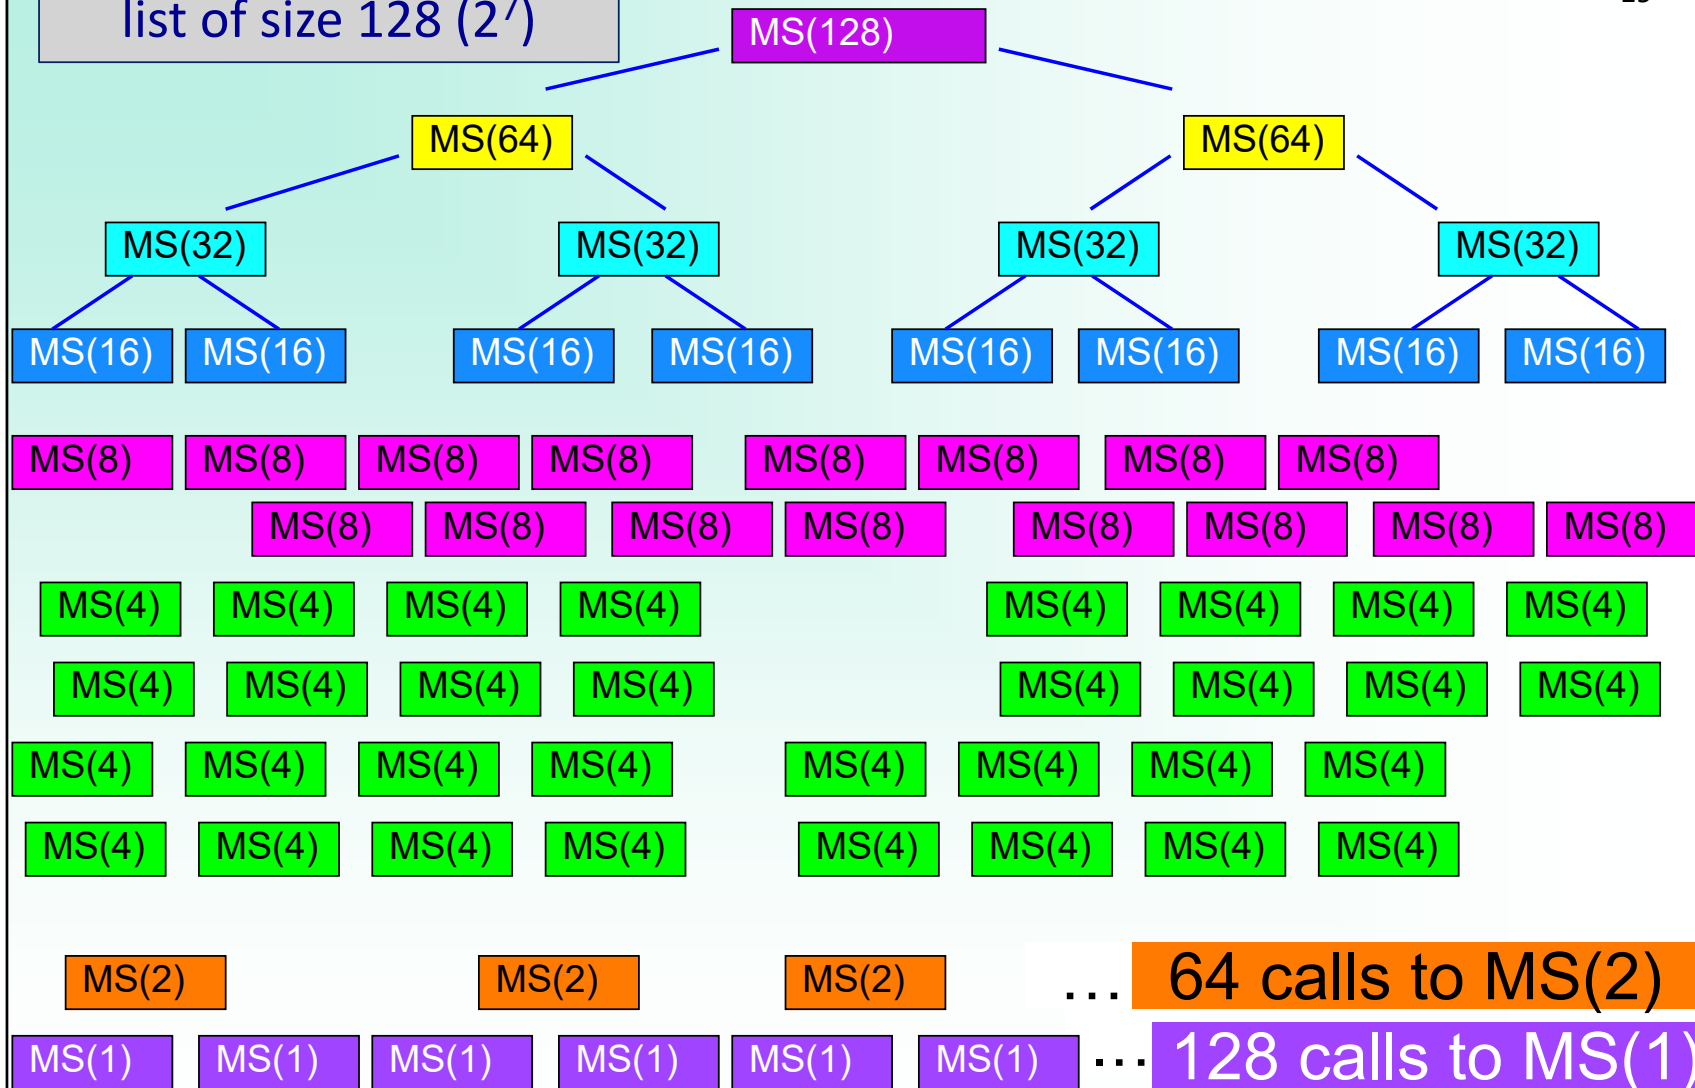 list of size 128 (2⁷)
MS(128)
MS(64) MS(64)
MS(32) MS(32) MS(32) MS(32)
MS(16) MS(16) MS(16) MS(16) MS(16) MS(16) MS(16) MS(16)
MS(8) MS(8) MS(8) MS(8) MS(8) MS(8) MS(8) MS(8)
MS(8) MS(8) MS(8) MS(8) MS(8) MS(8) MS(8) MS(8)
MS(4) MS(4) MS(4) MS(4) MS(4) MS(4) MS(4) MS(4)
MS(4) MS(4) MS(4) MS(4) MS(4) MS(4) MS(4) MS(4)
MS(4) MS(4) MS(4) MS(4) MS(4) MS(4) MS(4) MS(4)
MS(4) MS(4) MS(4) MS(4) MS(4) MS(4) MS(4) MS(4)
MS(2) MS(2) MS(2) ... 64 calls to MS(2)
MS(1) MS(1) MS(1) MS(1) MS(1) MS(1) ... 128 calls to MS(1)